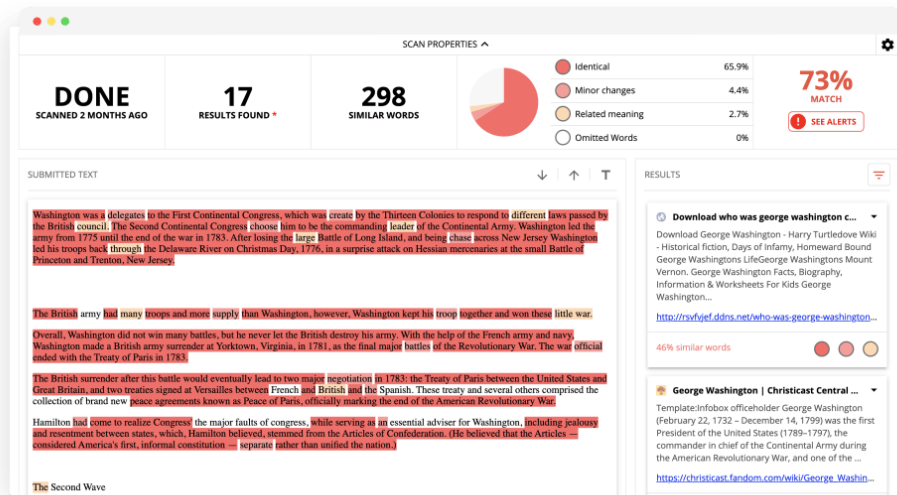 SCAN PROPERTIES
DONE
SCANNED 2 MONTHS AGO
17
RESULTS FOUND *
298
SIMILAR WORDS
Identical 65.9%
Minor changes 4.4%
Related meaning 2.7%
Omitted Words 0%
73%
MATCH
! SEE ALERTS
SUBMITTED TEXT
T
Washington was a delegates to the First Continental Congress, which was create by the Thirteen Colonies to respond to different laws passed by
the British council. The Second Continental Congress choose him to be the commanding leader of the Continental Army. Washington led the
army from 1775 until the end of the war in 1783. After losing the large Battle of Long Island, and being chase across New Jersey Washington
led his troops back through the Delaware River on Christmas Day, 1776, in a surprise attack on Hessian mercenaries at the small Battle of
Princeton and Trenton, New Jersey.
The British army had many troops and more supply than Washington, however, Washington kept his troop together and won these little war.
Overall, Washington did not win many battles, but he never let the British destroy his army. With the help of the French army and navy,
Washington made a British army surrender at Yorktown, Virginia, in 1781, as the final major battles of the Revolutionary War. The war official
ended with the Treaty of Paris in 1783.
The British surrender after this battle would eventually lead to two major negotiation in 1783: the Treaty of Paris between the United States and
Great Britain, and two treaties signed at Versailles between French and British and the Spanish. These treaty and several others comprised the
collection of brand new peace agreements known as Peace of Paris, officially marking the end of the American Revolutionary War.
Hamilton had come to realize Congress' the major faults of congress, while serving as an essential adviser for Washington, including jealousy
and resentment between states, which, Hamilton believed, stemmed from the Articles of Confederation. (He believed that the Articles —
considered America's first, informal constitution — separate rather than unified the nation.)
The Second Wave
RESULTS
Download who was george washington c...
Download George Washington - Harry Turtledove Wiki
- Historical fiction, Days of Infamy, Homeward Bound
George Washingtons LifeGeorge Washingtons Mount
Vernon. George Washington Facts, Biography,
Information & Worksheets For Kids George
Washington...
http://rsvfvjef.ddns.net/who-was-george-washington...
46% similar words
George Washington | Christicast Central ...
Template:Infobox officeholder George Washington
(February 22, 1732 – December 14, 1799) was the first
President of the United States (1789–1797), the
commander in chief of the Continental Army during
the American Revolutionary War, and one of the ...
https://christicast.fandom.com/wiki/George_Washin...